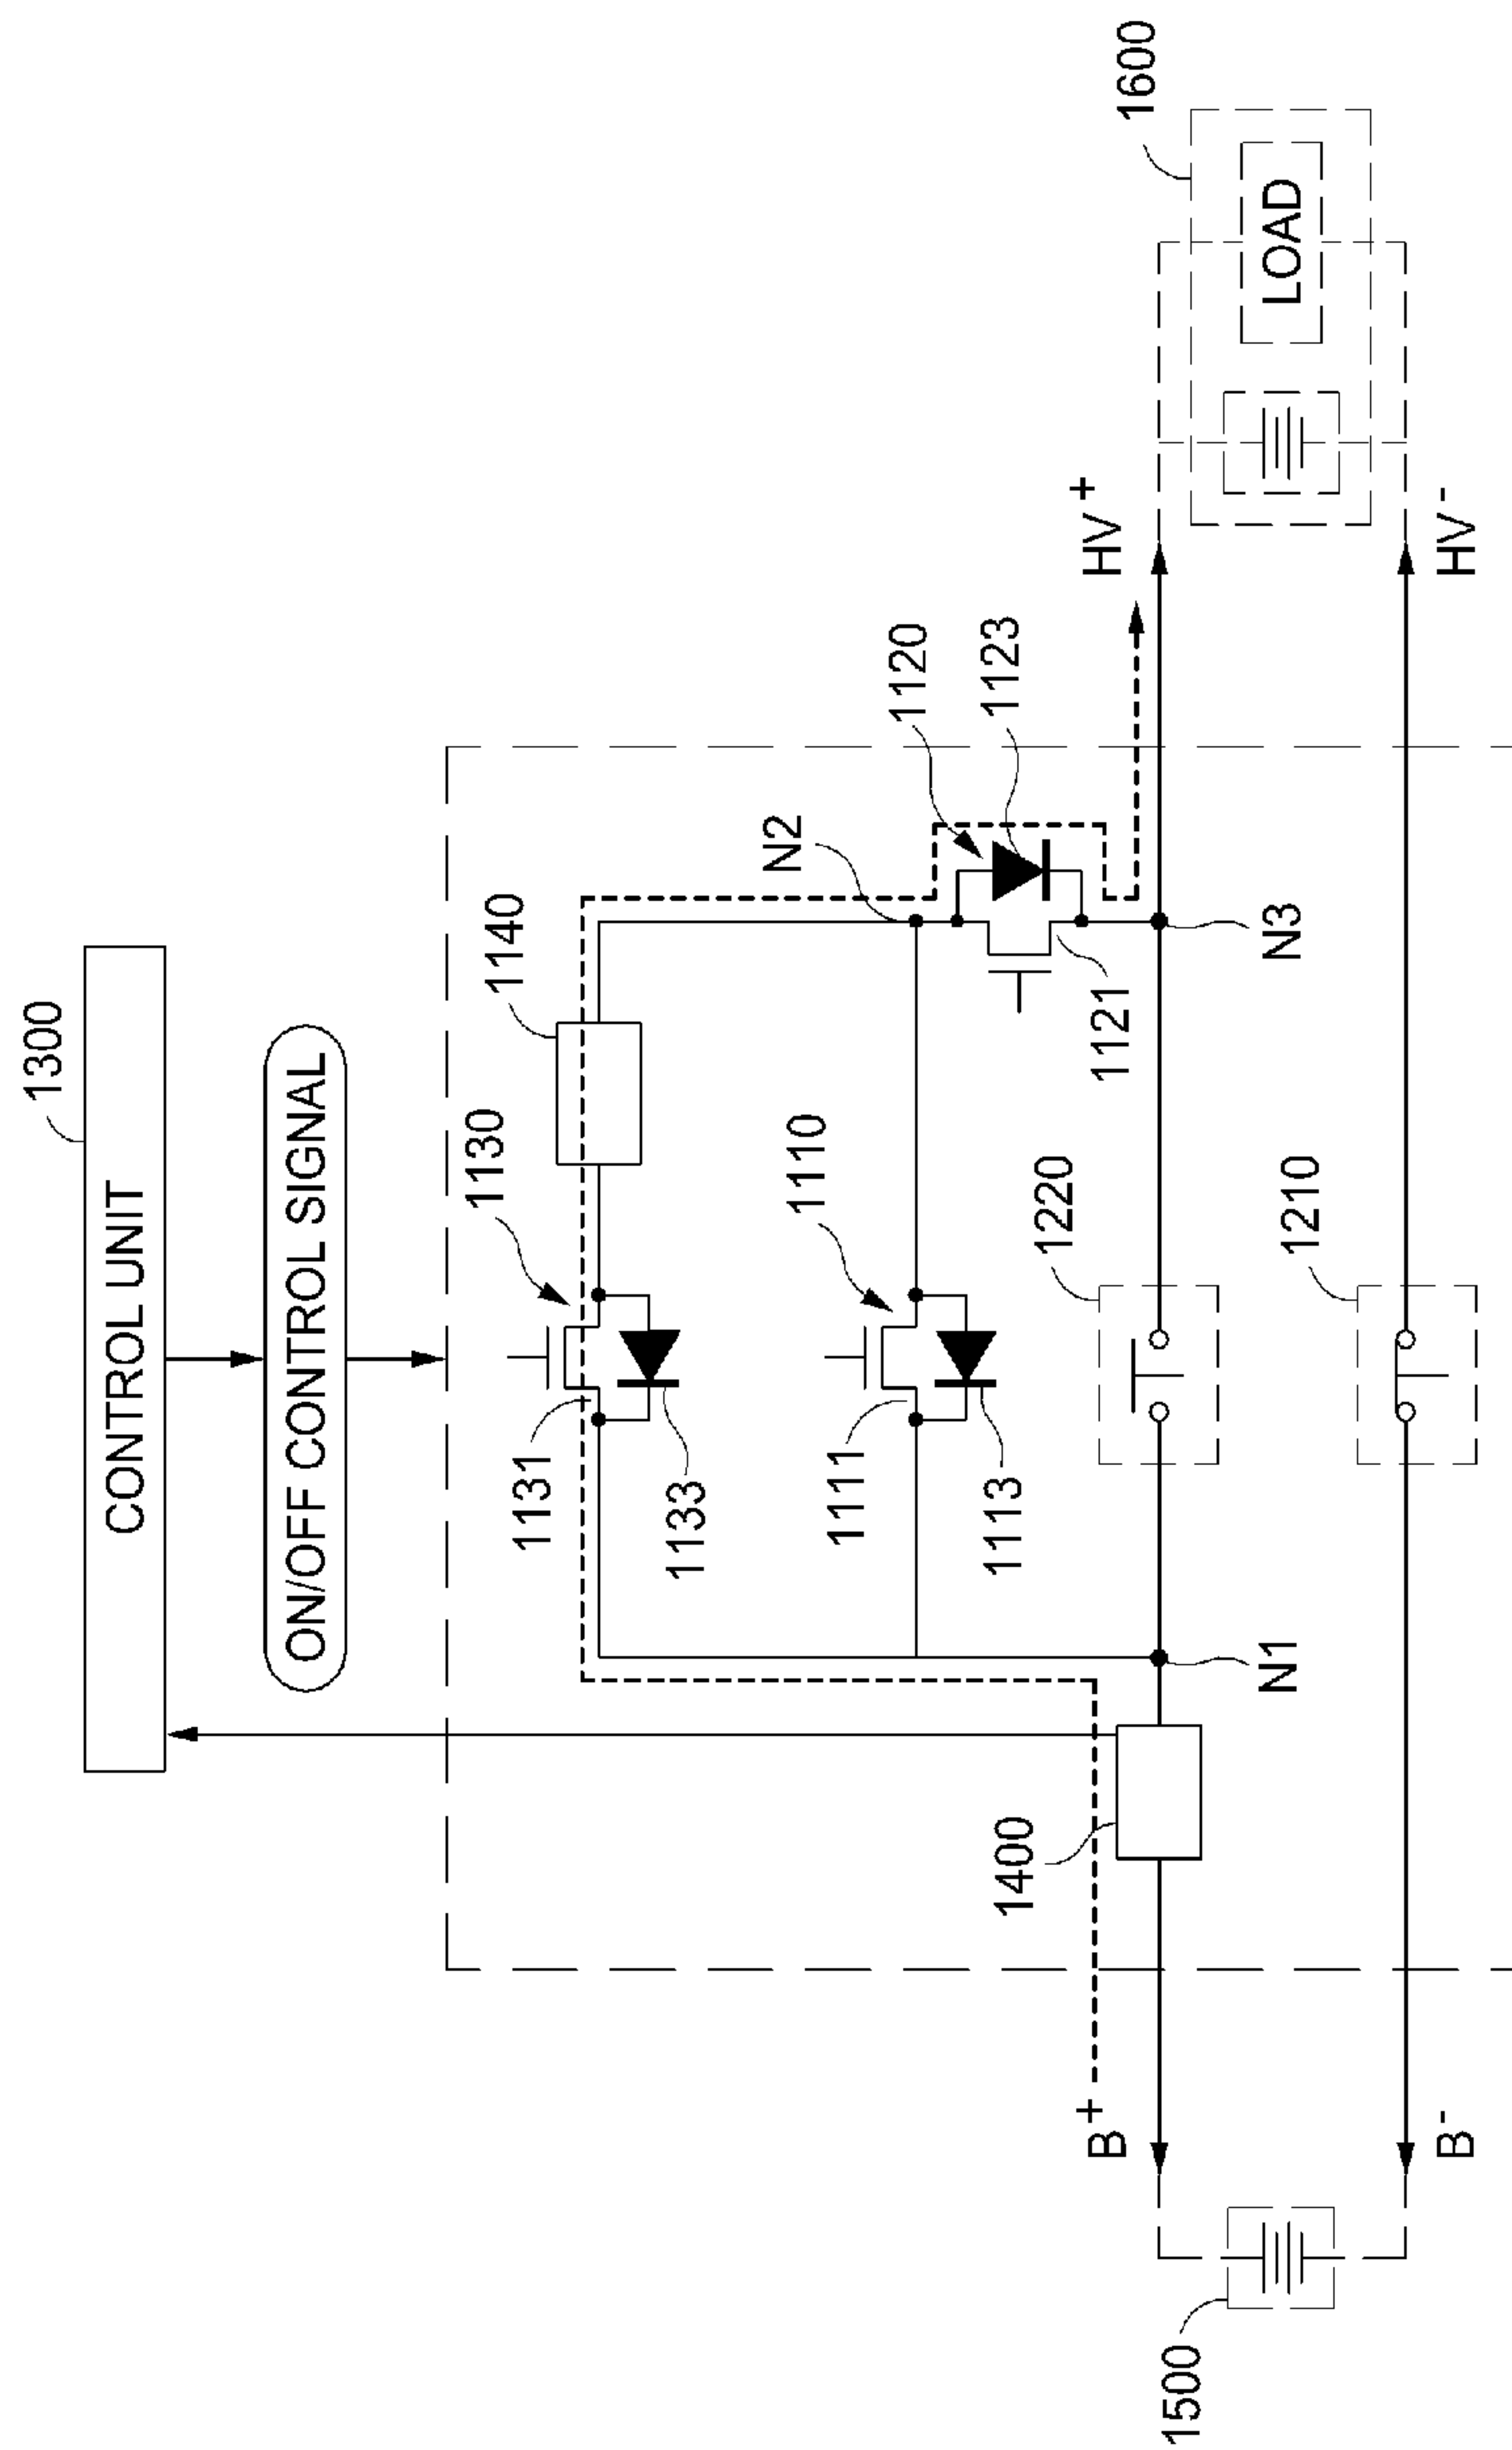 1300
CONTROL UNIT
ON/OFF CONTROL SIGNAL
1130
1140
1131
1133
N2
1110
1120
1111
1113
1123
1121
1400
1220
HV+
1600
B+
N1
N3
LOAD
1500
1210
B-
HV-